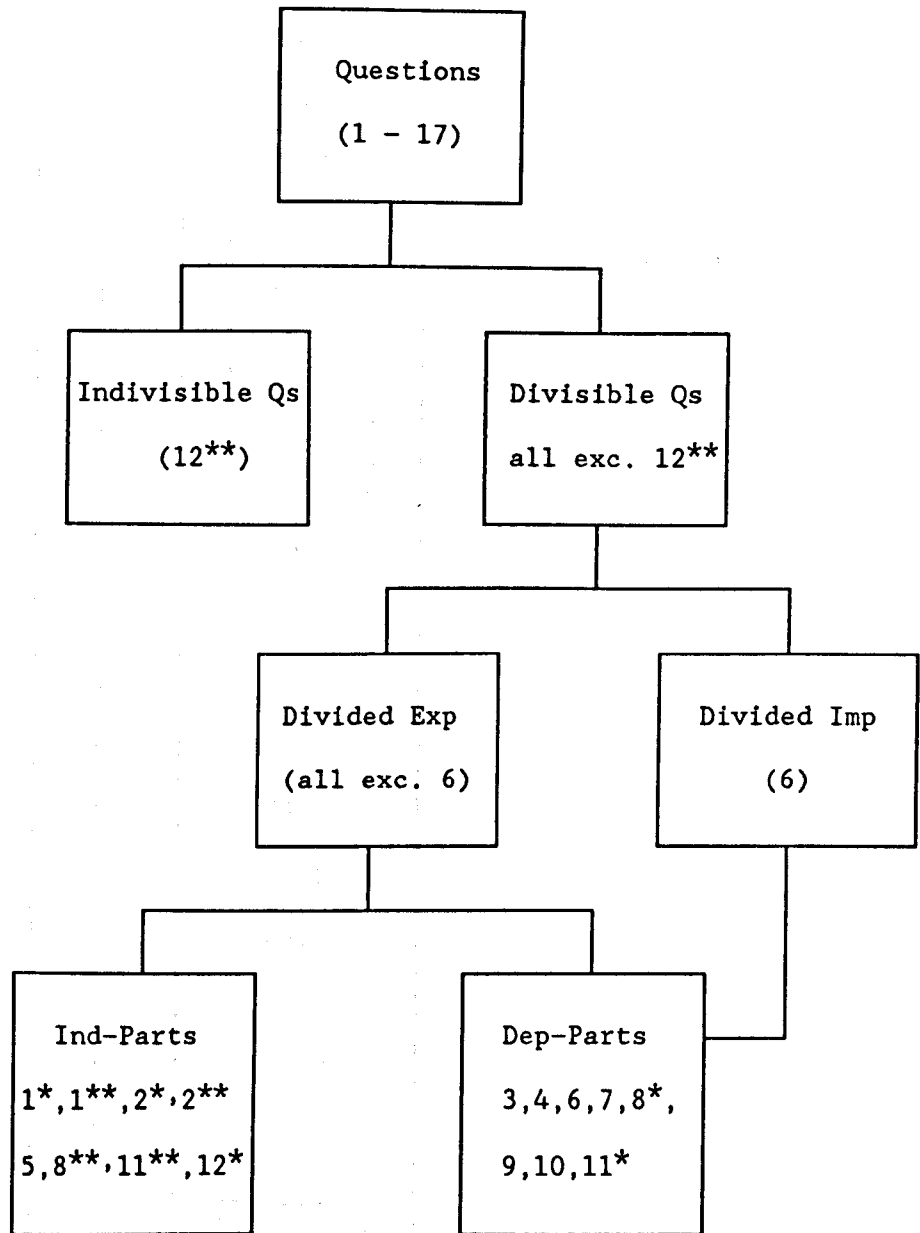 Questions
(1 - 17)
Indivisible Qs
(12**)
Divisible Qs
all exc. 12**
Divided Exp
(all exc. 6)
Divided Imp
(6)
Ind-Parts
1*,1**,2*,2**
5,8**,11**,12*
Dep-Parts
3,4,6,7,8*,
9,10,11*